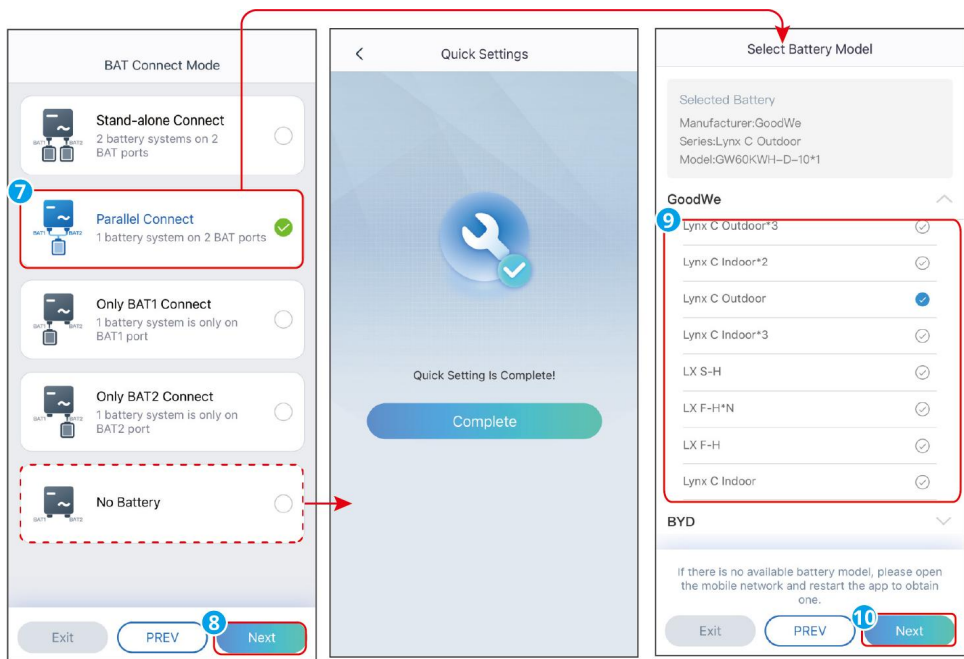 BAT Connect Mode
Stand-alone Connect
2 battery systems on 2
BAT ports
BAT1 BAT2
7
Parallel Connect
1 battery system on 2 BAT ports
BAT1 BAT2
Only BAT1 Connect
1 battery system is only on
BAT1 port
BAT1 BAT2
Only BAT2 Connect
1 battery system is only on
BAT2 port
BAT1 BAT2
No Battery
BAT1 BAT2
8
Exit
PREV
Next
Quick Settings
Quick Setting Is Complete!
Complete
Select Battery Model
Selected Battery
Manufacturer:GoodWe
Series:Lynx C Outdoor
Model:GW60KWH-D-10*1
GoodWe
9
Lynx C Outdoor*3
Lynx C Indoor*2
Lynx C Outdoor
Lynx C Indoor*3
LX S-H
LX F-H*N
LX F-H
Lynx C Indoor
BYD
If there is no available battery model, please open
the mobile network and restart the app to obtain
one.
10
Exit
PREV
Next